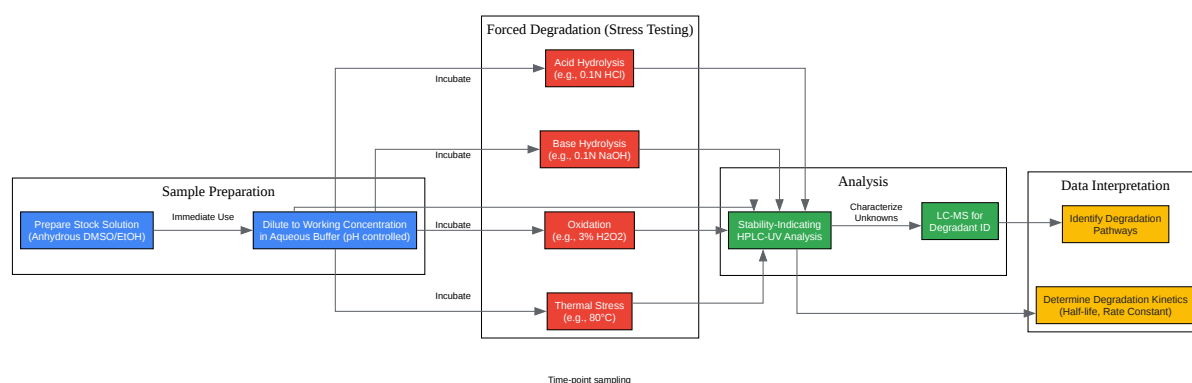 Sample Preparation
Prepare Stock Solution
(Anhydrous DMSO/EtOH)
Immediate Use
Dilute to Working Concentration
in Aqueous Buffer (pH controlled)
Incubate
Incubate
Incubate
Incubate
Forced Degradation (Stress Testing)
Acid Hydrolysis
(e.g., 0.1N HCl)
Base Hydrolysis
(e.g., 0.1N NaOH)
Oxidation
(e.g., 3% H2O2)
Thermal Stress
(e.g., 80°C)
Time-point sampling
Analysis
Stability-Indicating
HPLC-UV Analysis
Characterize
Unknowns
LC-MS for
Degradant ID
Data Interpretation
Identify Degradation
Pathways
Determine Degradation Kinetics
(Half-life, Rate Constant)